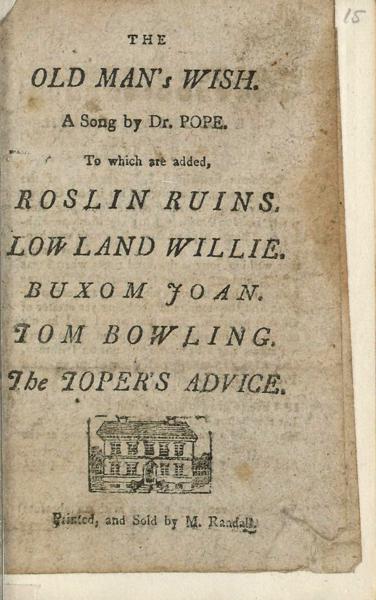 15
THE
OLD MAN's WISH.
A Song by Dr. POPE.
To which are added,
ROSLIN RUINS.
LOWLAND WILLIE.
BUXOM JOAN.
TOM BOWLING.
The TOPER'S ADVICE.
Printed, and Sold by M. Randall.